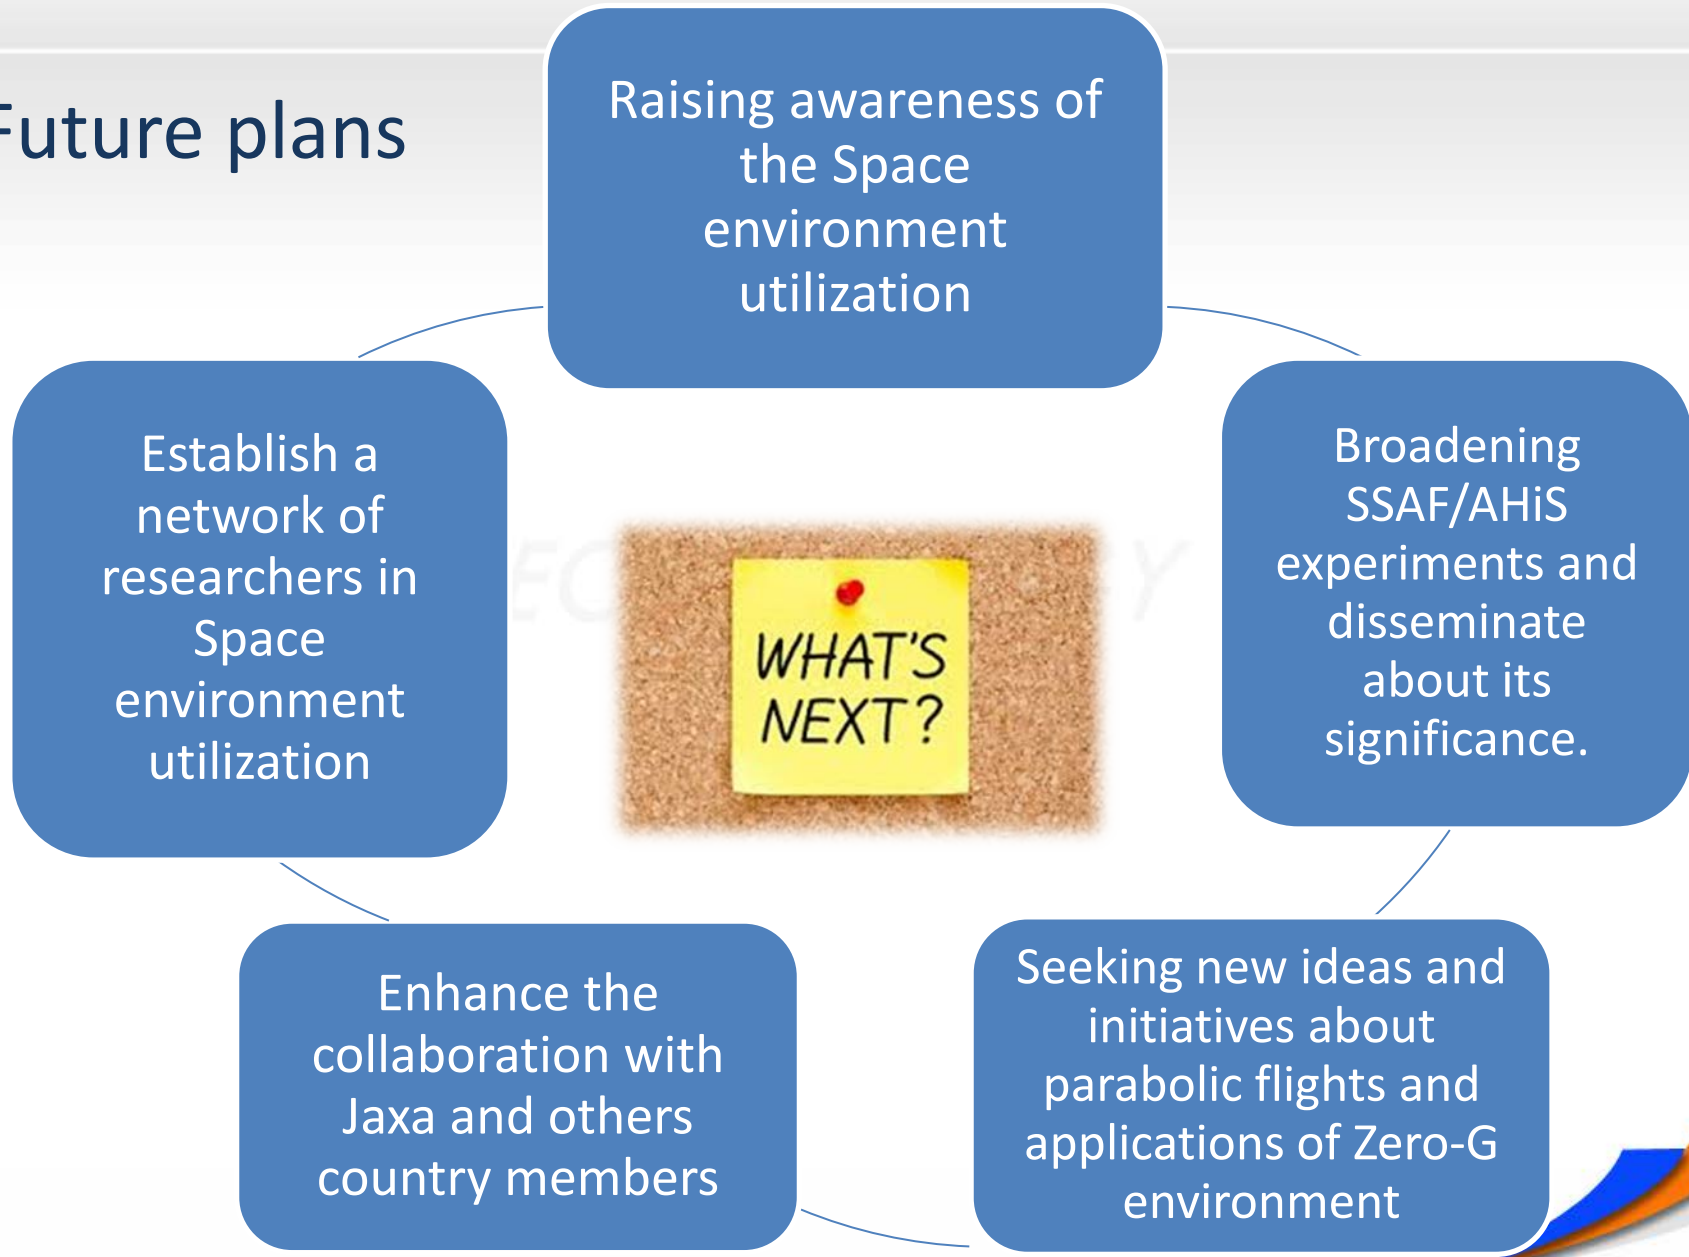 Future plans
Raising awareness of
the Space
environment
utilization
Broadening
SSAF/AHiS
experiments and
disseminate
about its
significance.
Seeking new ideas and
initiatives about
parabolic flights and
applications of Zero-G
environment
Enhance the
collaboration with
Jaxa and others
country members
Establish a
network of
researchers in
Space
environment
utilization
WHAT'S
NEXT?